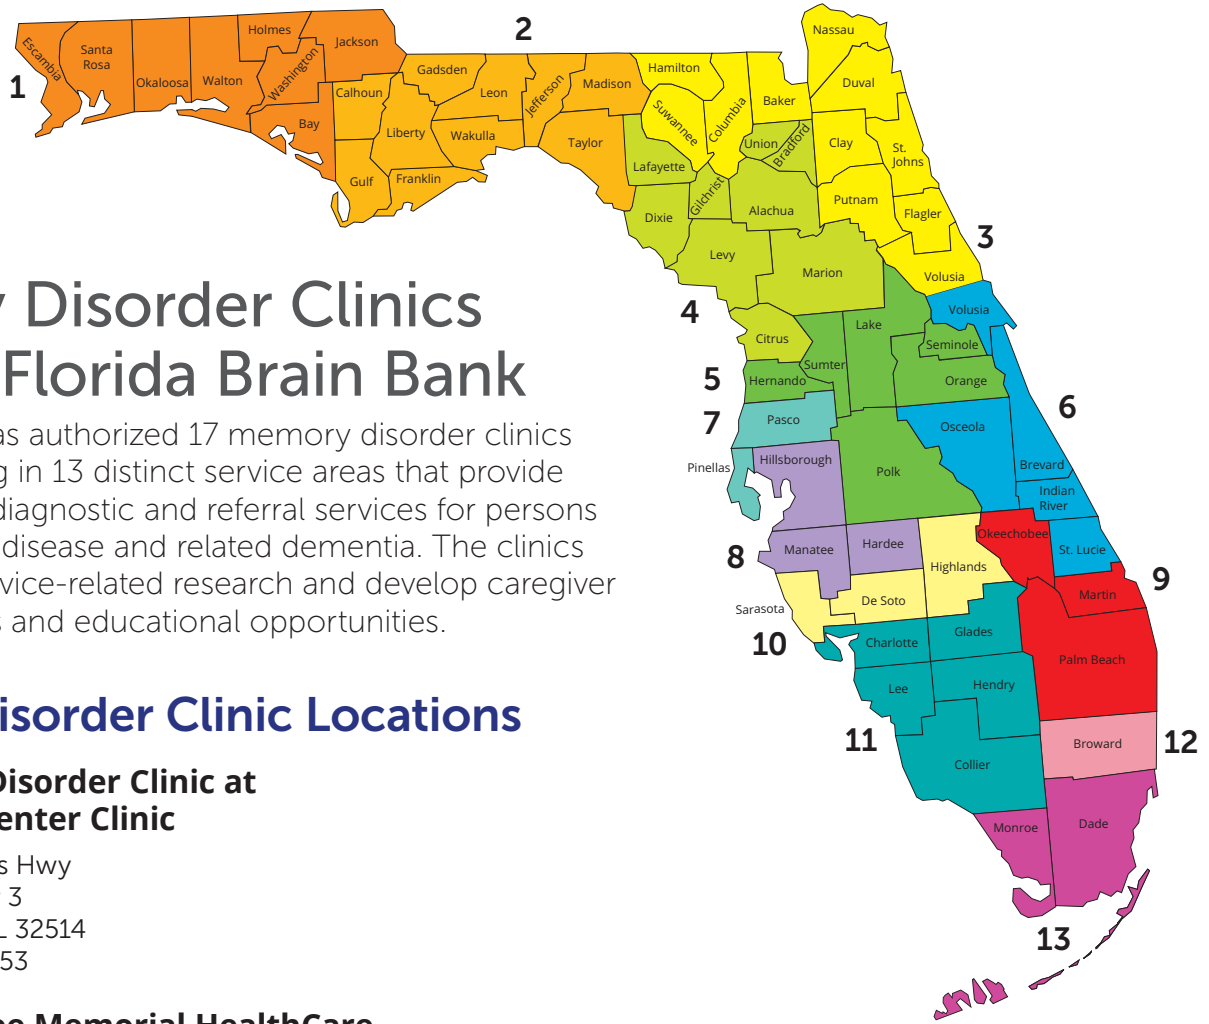 2
1
Escambia
Santa
Rosa
Okaloosa
Walton
Holmes
Washington
Jackson
Bay
Calhoun
Gulf
Gadsden
Liberty
Franklin
Leon
Wakulla
Jefferson
Madison
Taylor
Hamilton
Suwannee
Columbia
Baker
Nassau
Duval
Union
Bradford
Clay
St.
Johns
Lafayette
Gilchrist
Dixie
Alachua
Putnam
Flagler
3
Levy
Marion
Volusia
4
Volusia
Citrus
Lake
Sumter
Seminole
5
Hernando
Orange
6
7
Pasco
Osceola
Pinellas
Hillsborough
Polk
Brevard
Indian
River
8
Manatee
Hardee
Highlands
Okeechobee
St. Lucie
9
Sarasota
De Soto
Martin
10
Charlotte
Glades
Palm Beach
Lee
Hendry
11
Collier
Broward
12
Monroe
Dade
13
Disorder Clinics
Florida Brain Bank
as authorized 17 memory disorder clinics
g in 13 distinct service areas that provide
diagnostic and referral services for persons
disease and related dementia. The clinics
vice-related research and develop caregiver
s and educational opportunities.
isorder Clinic Locations
Disorder Clinic at
enter Clinic
s Hwy
3
L 32514
53
ee Memorial HealthCare